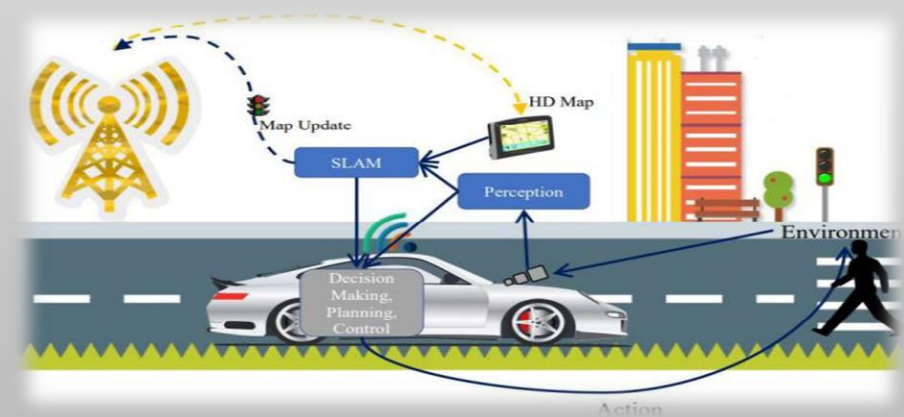 HD Map
Map Update
SLAM
Perception
Environmen
Decision
Making,
Planning,
Control
Action